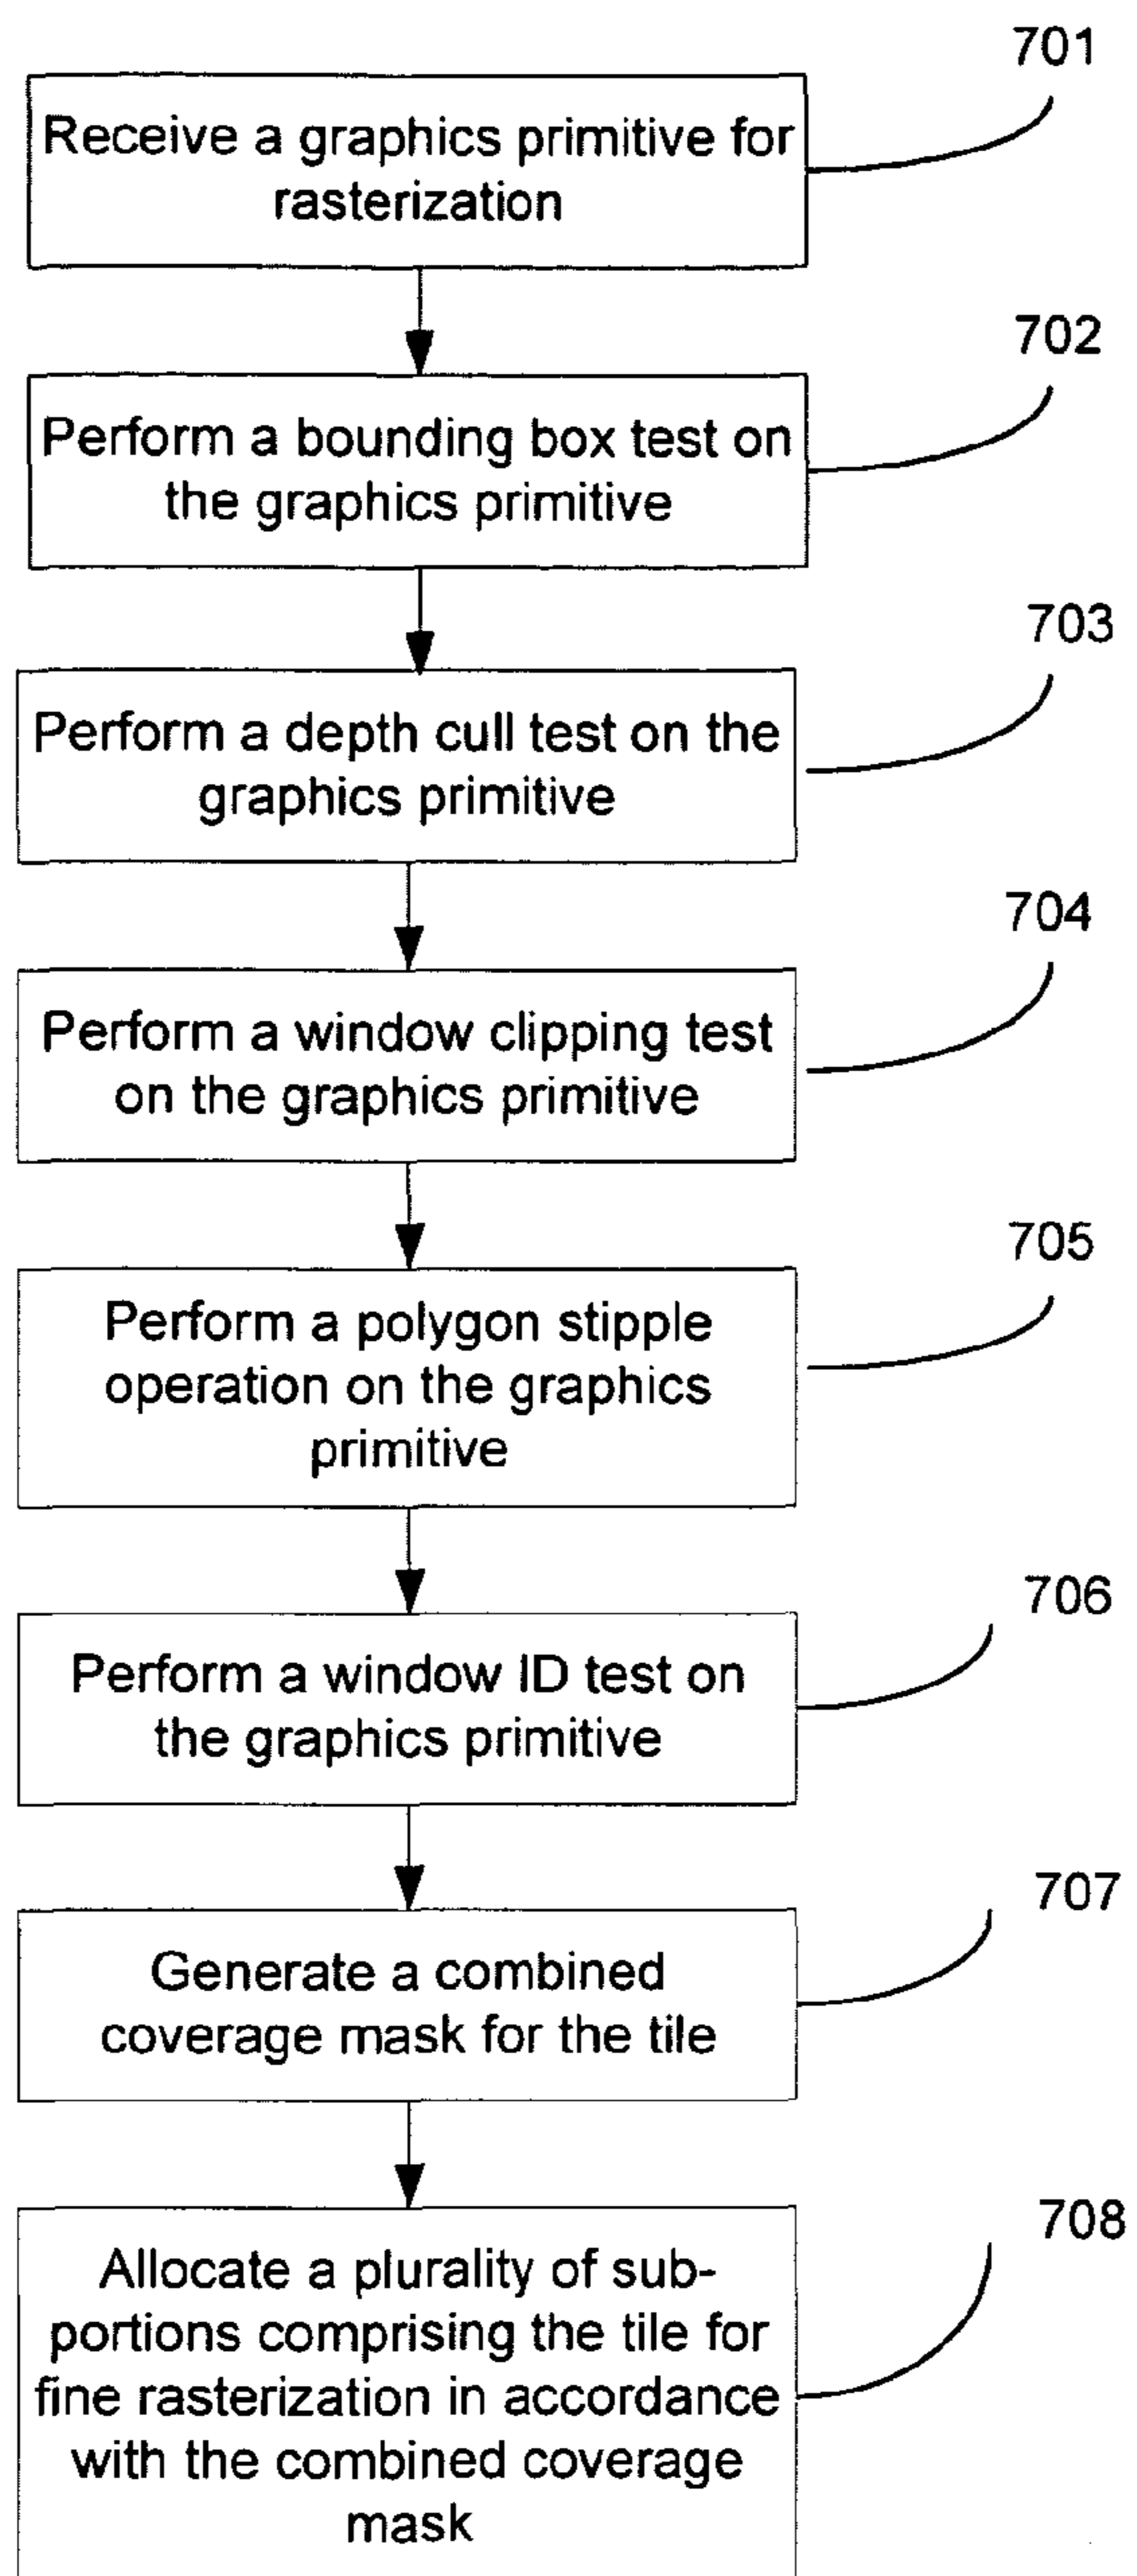 701
Receive a graphics primitive for
rasterization
702
Perform a bounding box test on
the graphics primitive
703
Perform a depth cull test on the
graphics primitive
704
Perform a window clipping test
on the graphics primitive
705
Perform a polygon stipple
operation on the graphics
primitive
706
Perform a window ID test on
the graphics primitive
707
Generate a combined
coverage mask for the tile
708
Allocate a plurality of sub-
portions comprising the tile for
fine rasterization in accordance
with the combined coverage
mask